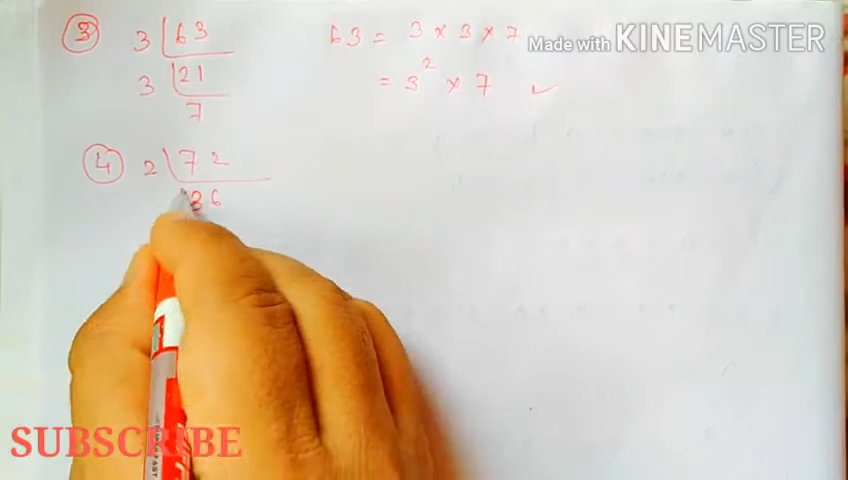 3 3 63 63 = 3 × 3 × 7
3 21 = 3² × 7 ✓
7
4 2 72
36
Made with KINEMASTER
SUBSCRIBE